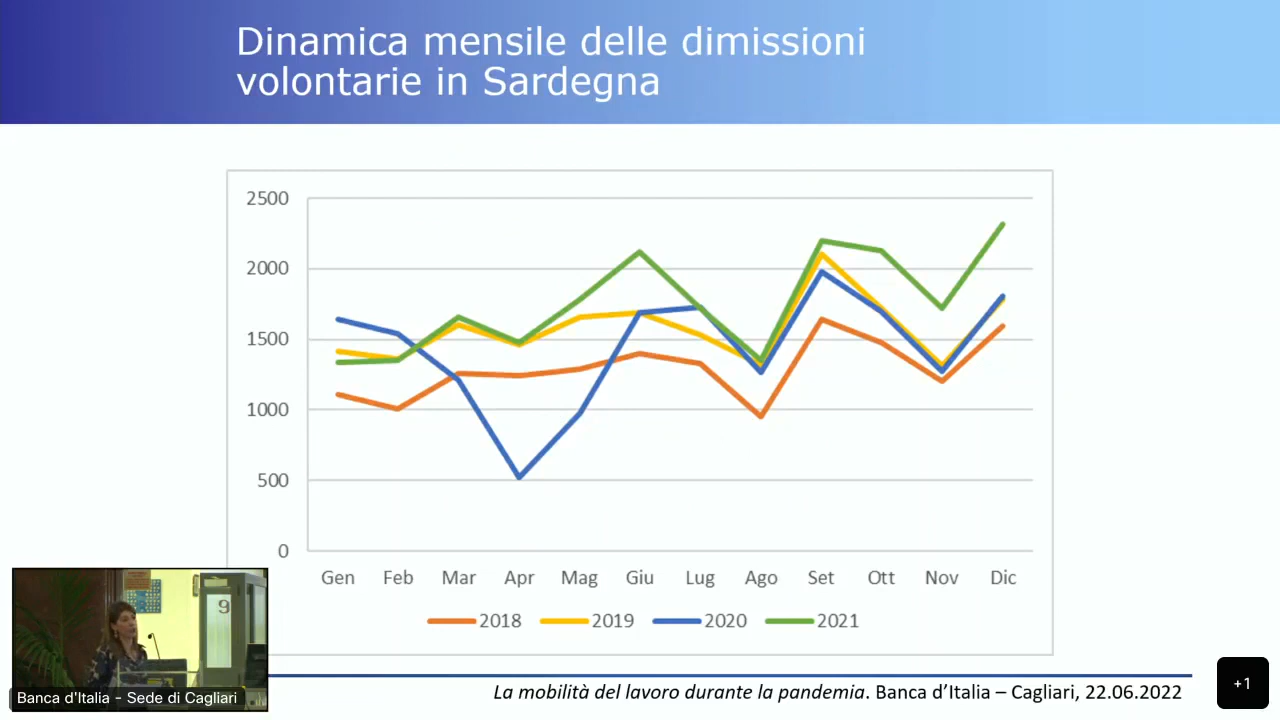 Dinamica mensile delle dimissioni
volontarie in Sardegna
2500
2000
1500
1000
500
0
Gen Feb Mar Apr Mag Giu Lug Ago Set Ott Nov Dic
2018 2019 2020 2021
9
Banca d'Italia - Sede di Cagliari
La mobilità del lavoro durante la pandemia. Banca d’Italia – Cagliari, 22.06.2022
+1